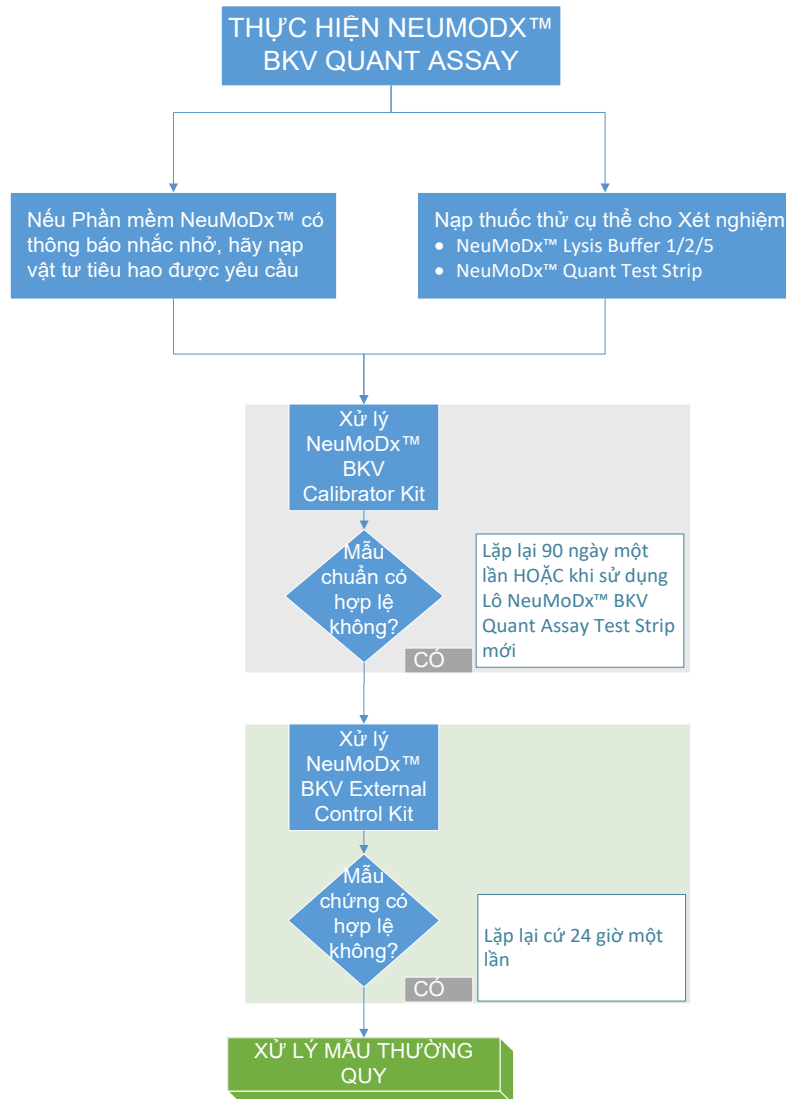 THỰC HIỆN NEUMODX™
BKV QUANT ASSAY
Nếu Phần mềm NeuMoDx™ có
thông báo nhắc nhở, hãy nạp
vật tư tiêu hao được yêu cầu
Nạp thuốc thử cụ thể cho Xét nghiệm
• NeuMoDx™ Lysis Buffer 1/2/5
• NeuMoDx™ Quant Test Strip
Xử lý
NeuMoDx™
BKV
Calibrator Kit
Mẫu
chuẩn có
hợp lệ
không?
Lặp lại 90 ngày một
lần HOẶC khi sử dụng
Lô NeuMoDx™ BKV
Quant Assay Test Strip
mới
CÓ
Xử lý
NeuMoDx™
BKV External
Control Kit
Mẫu
chứng có
hợp lệ
không?
Lặp lại cứ 24 giờ một
lần
CÓ
XỬ LÝ MẪU THƯỜNG
QUY